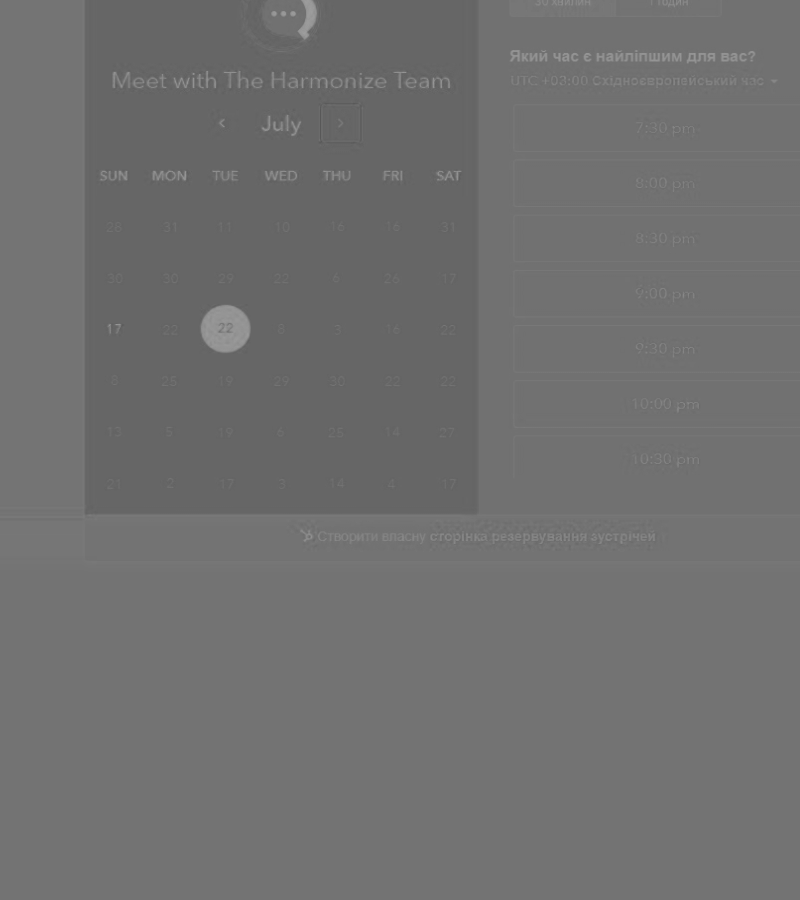 30 хвилин 1 годин
Meet with The Harmonize Team
‹ July ›
SUN MON TUE WED THU FRI SAT
28 31 11 10 16 16 31
30 30 29 22 6 26 17
17 22 22 8 3 16 22
8 25 19 29 30 22 22
13 5 19 6 25 14 27
21 2 17 3 14 4 17
Який час є найліпшим для вас?
UTC +03:00 Східноєвропейський час
7:30 pm
8:00 pm
8:30 pm
9:00 pm
9:30 pm
10:00 pm
10:30 pm
Створити власну сторінка резервування зустрічей